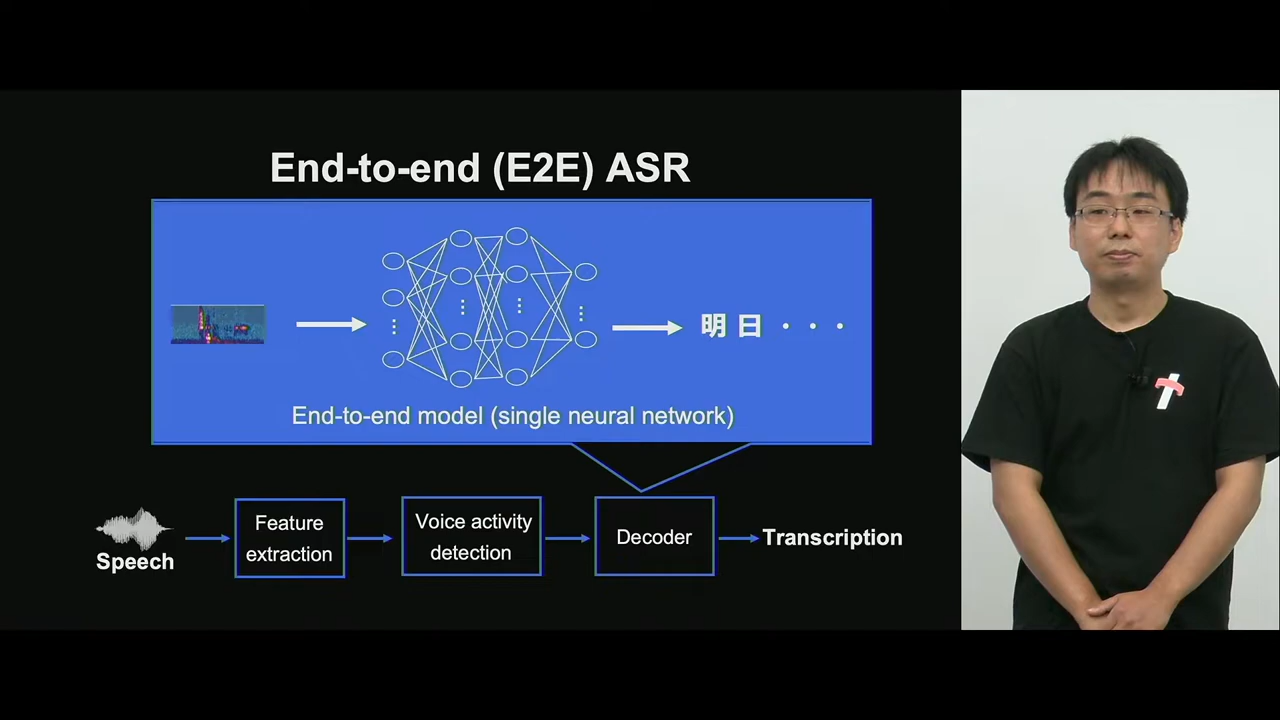 End-to-end (E2E) ASR
明日・・・
End-to-end model (single neural network)
Speech
Feature
extraction
Voice activity
detection
Decoder
Transcription